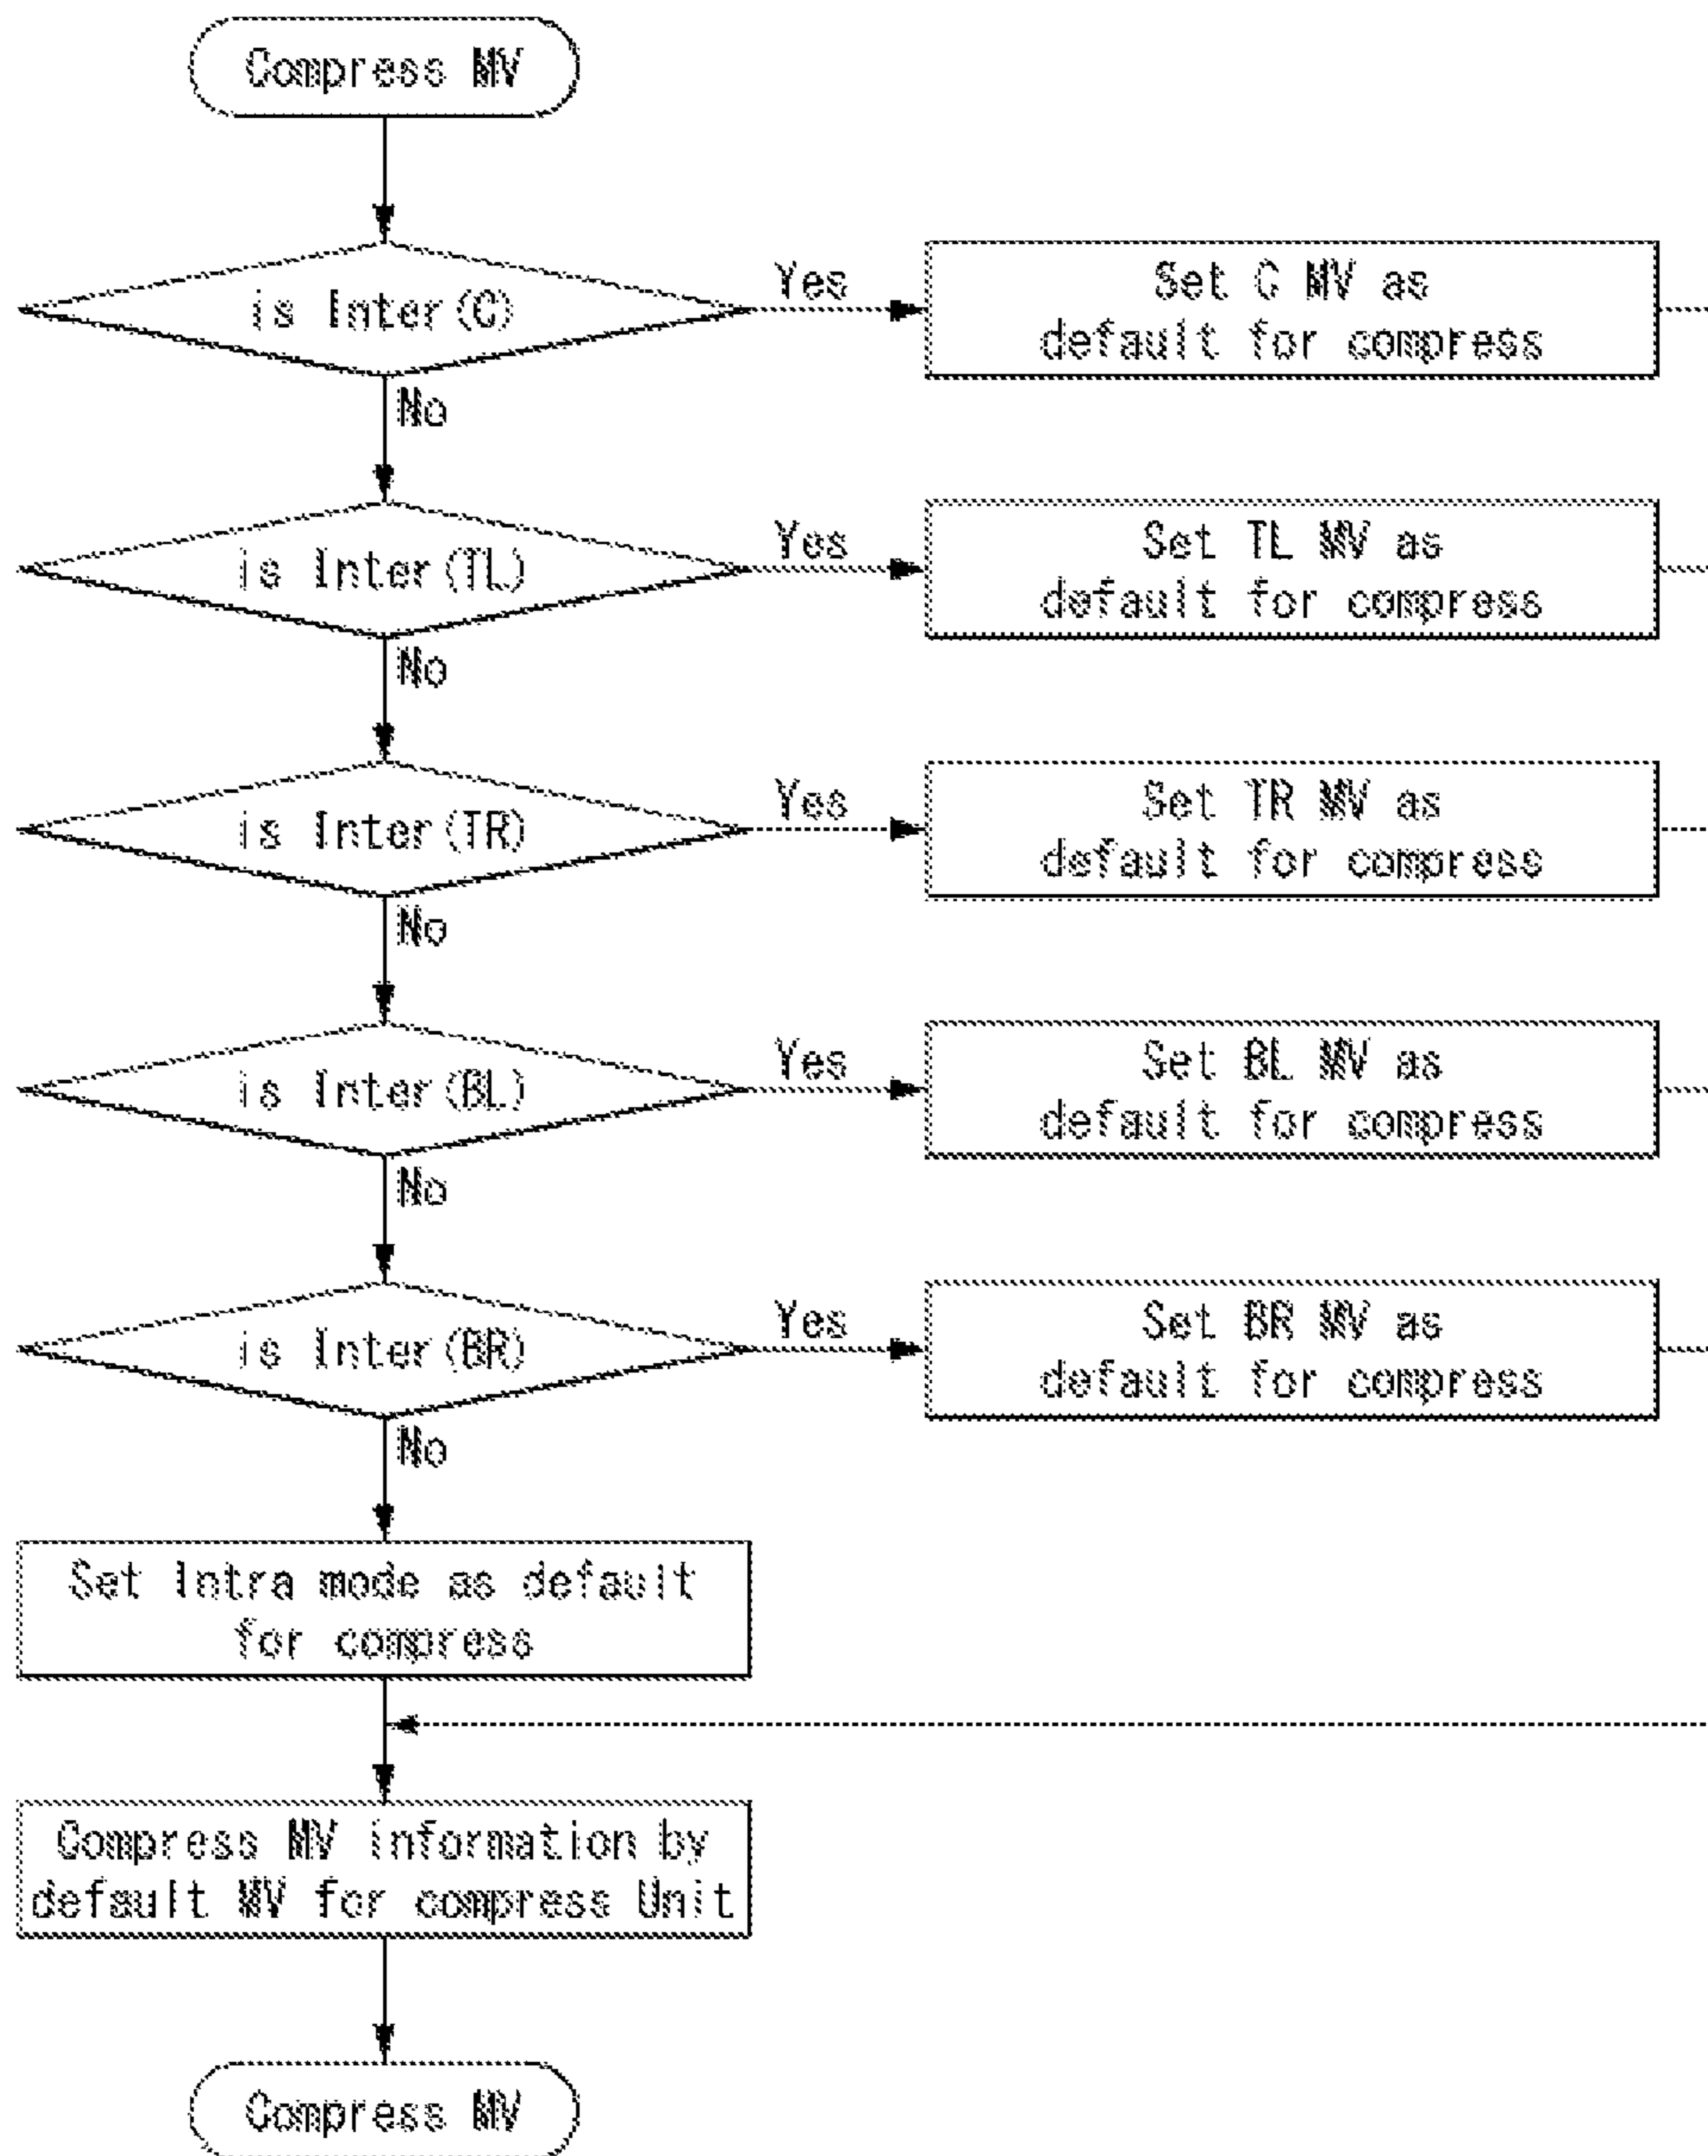 Compress MV
is Inter(C)
Yes
Set C MV as
default for compress
No
is Inter(TL)
Yes
Set TL MV as
default for compress
No
is Inter(TR)
Yes
Set TR MV as
default for compress
No
is Inter(BL)
Yes
Set BL MV as
default for compress
No
is Inter(BR)
Yes
Set BR MV as
default for compress
No
Set Intra mode as default
for compress
Compress MV information by
default MV for compress Unit
Compress MV